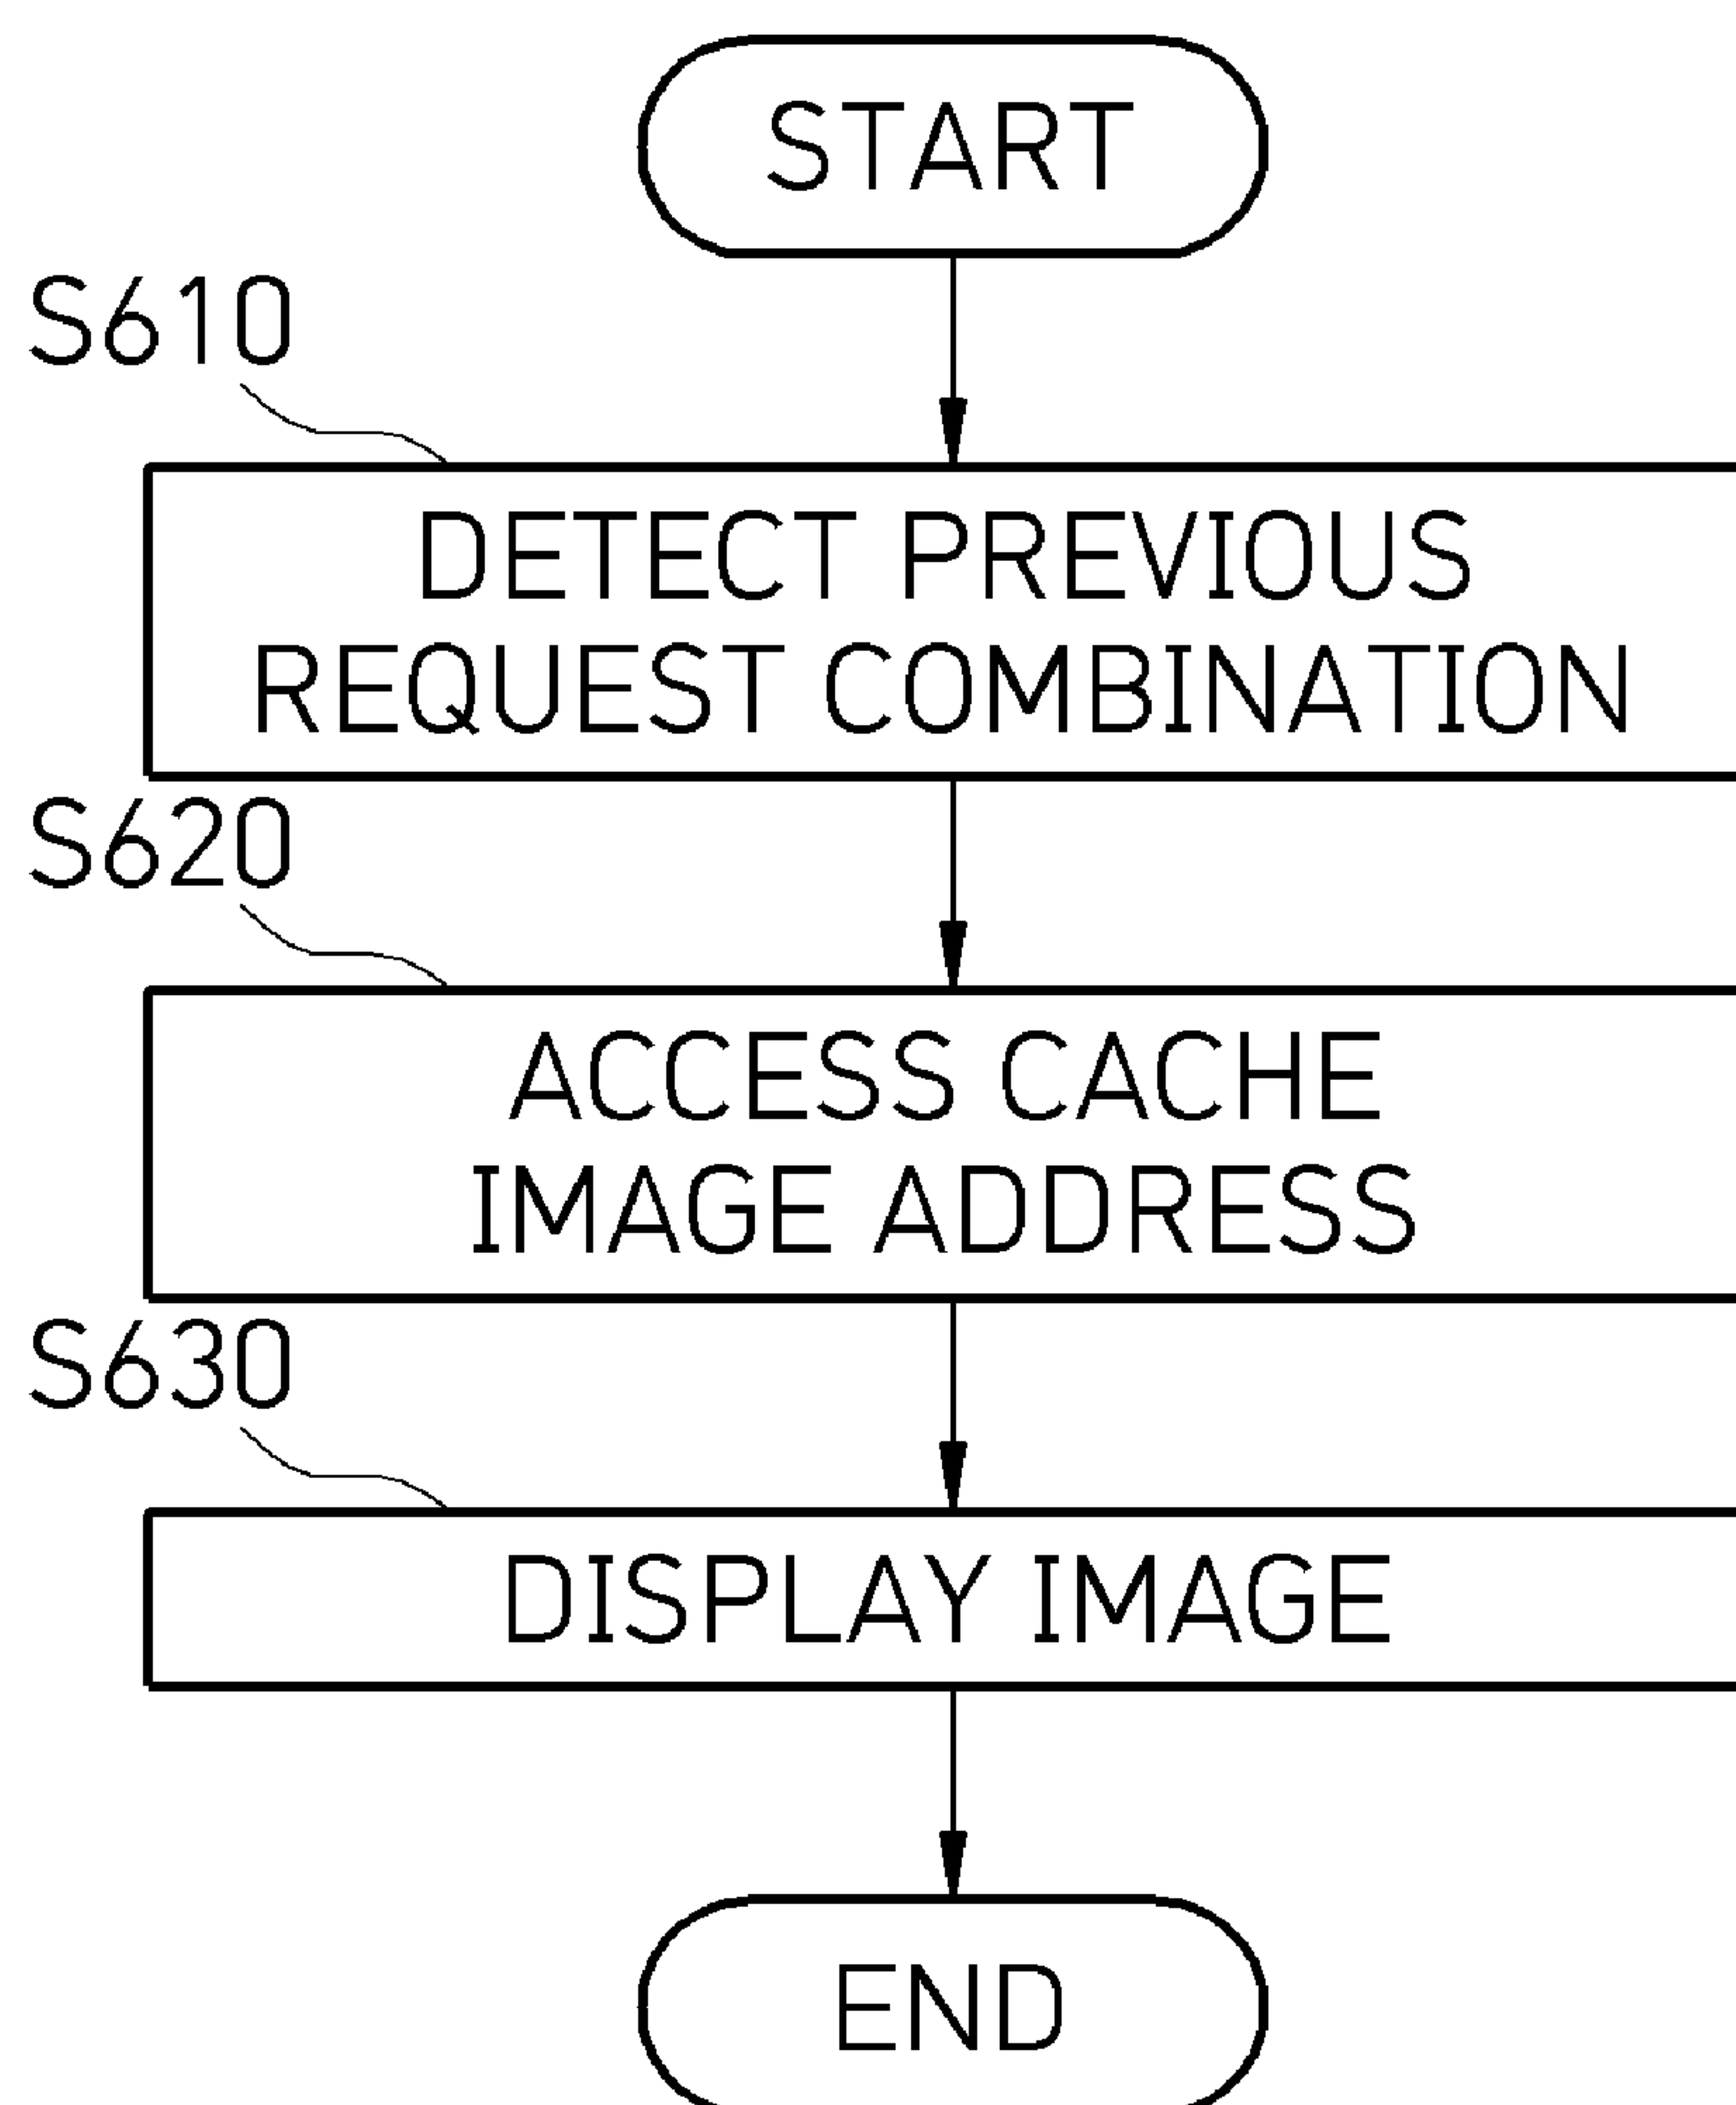 START
S610
DETECT PREVIOUS
REQUEST COMBINATION
S620
ACCESS CACHE
IMAGE ADDRESS
S630
DISPLAY IMAGE
END